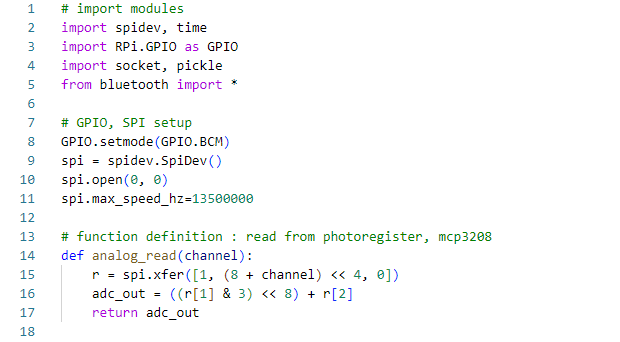 1 # import modules
2 import spidev, time
3 import RPi.GPIO as GPIO
4 import socket, pickle
5 from bluetooth import *
6
7 # GPIO, SPI setup
8 GPIO.setmode(GPIO.BCM)
9 spi = spidev.SpiDev()
10 spi.open(0, 0)
11 spi.max_speed_hz=13500000
12
13 # function definition : read from photoregister, mcp3208
14 def analog_read(channel):
15     r = spi.xfer([1, (8 + channel) << 4, 0])
16     adc_out = ((r[1] & 3) << 8) + r[2]
17     return adc_out
18